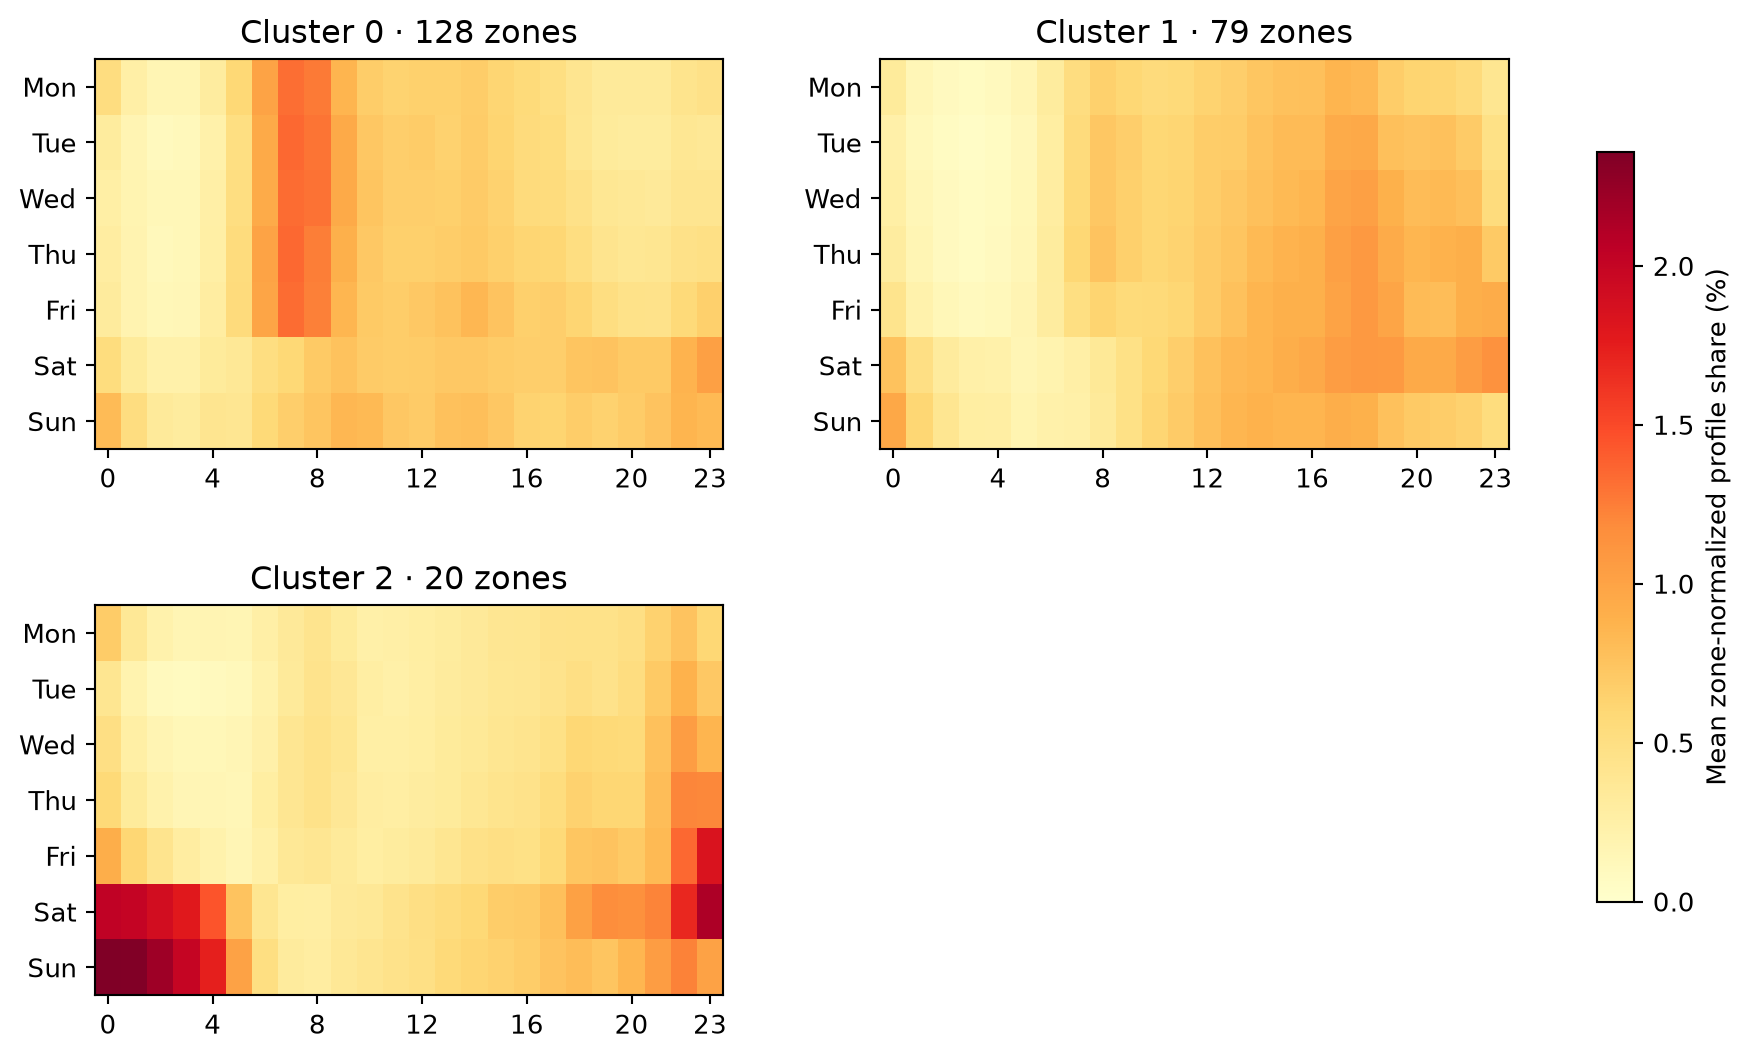 Cluster 0 · 128 zones
Mon
Tue
Wed
Thu
Fri
Sat
Sun
0 4 8 12 16 20 23
Cluster 1 · 79 zones
Mon
Tue
Wed
Thu
Fri
Sat
Sun
0 4 8 12 16 20 23
Cluster 2 · 20 zones
Mon
Tue
Wed
Thu
Fri
Sat
Sun
0 4 8 12 16 20 23
2.0
1.5
1.0
0.5
0.0
Mean zone-normalized profile share (%)